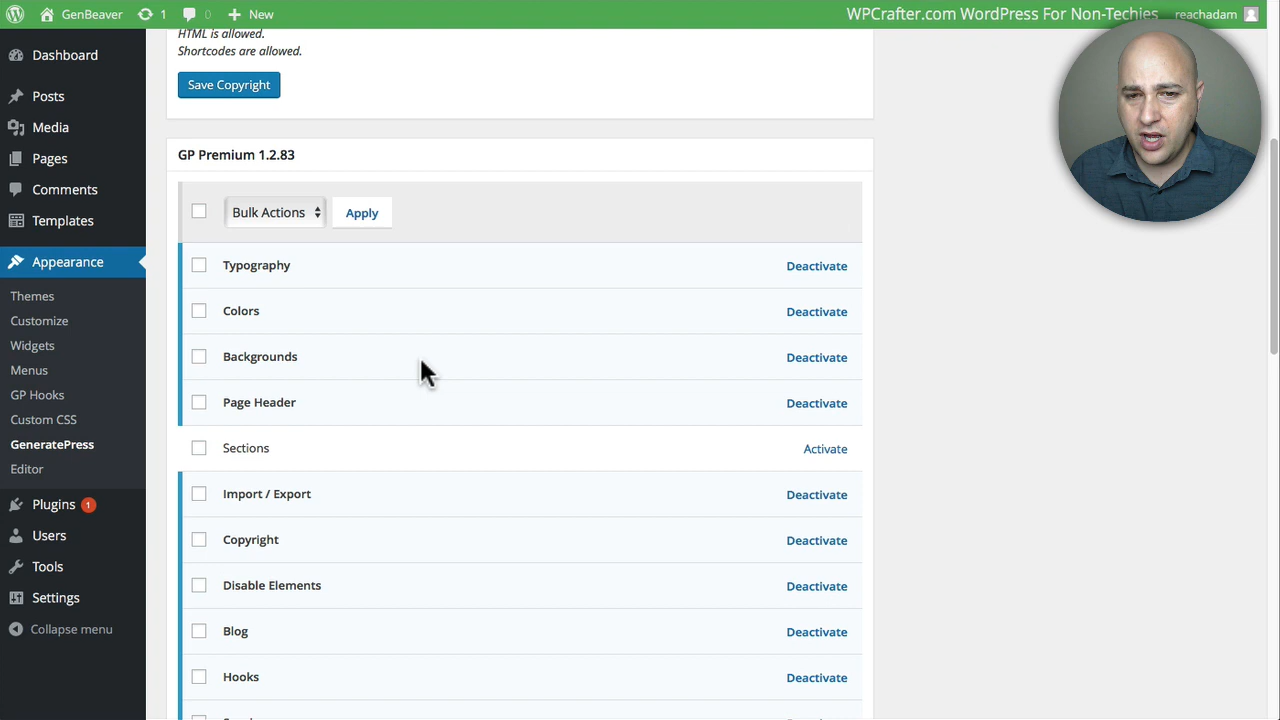 GenBeaver 1 0 New
WPCrafter.com WordPress For Non-Techies reachadam
Dashboard
Posts
Media
Pages
Comments
Templates
Appearance
Themes
Customize
Widgets
Menus
GP Hooks
Custom CSS
GeneratePress
Editor
Plugins 1
Users
Tools
Settings
Collapse menu
HTML is allowed.
Shortcodes are allowed.
Save Copyright
GP Premium 1.2.83
Bulk Actions Apply
Typography Deactivate
Colors Deactivate
Backgrounds Deactivate
Page Header Deactivate
Sections Activate
Import / Export Deactivate
Copyright Deactivate
Disable Elements Deactivate
Blog Deactivate
Hooks Deactivate